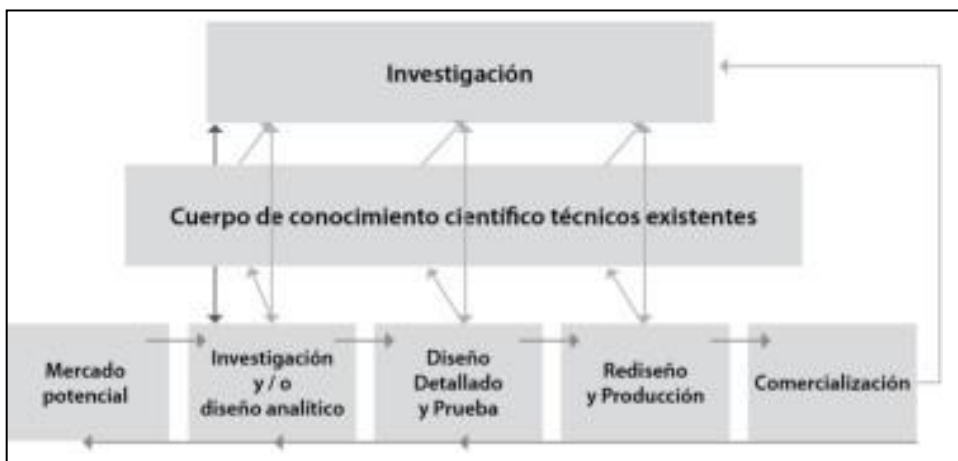 Investigación
Cuerpo de conocimiento científico técnicos existentes
Mercado
potencial
Investigación
y / o
diseño analítico
Diseño
Detallado
y Prueba
Rediseño
y Producción
Comercialización